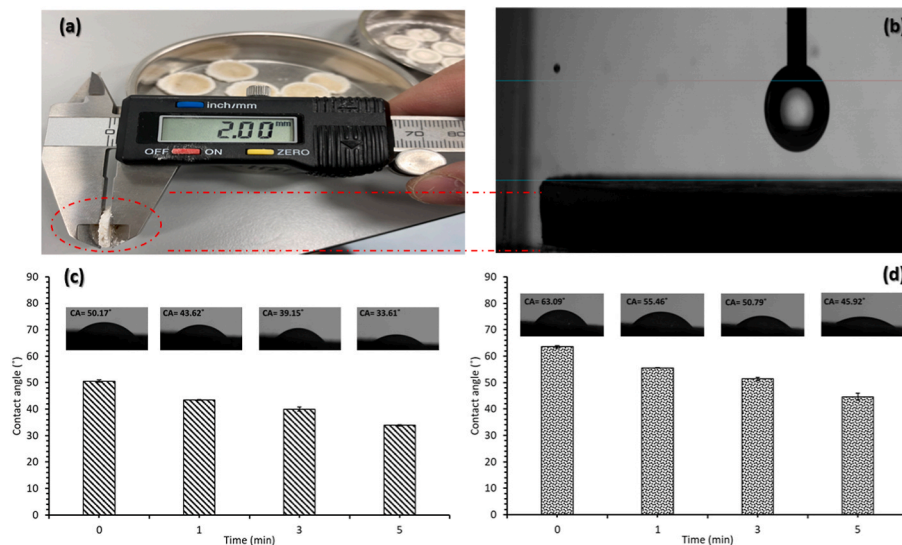 (a)
inch/mm
2.00 mm
OFF ON ZERO
0
70 80
(b)
(c)
Contact angle (˚)
90
80
70
60
50
40
30
20
10
0
CA= 50.17˚ CA= 43.62˚ CA= 39.15˚ CA= 33.61˚
0 1 3 5
Time (min)
(d)
Contact angle (˚)
90
80
70
60
50
40
30
20
10
0
CA= 63.09˚ CA= 55.46˚ CA= 50.79˚ CA= 45.92˚
0 1 3 5
Time (min)